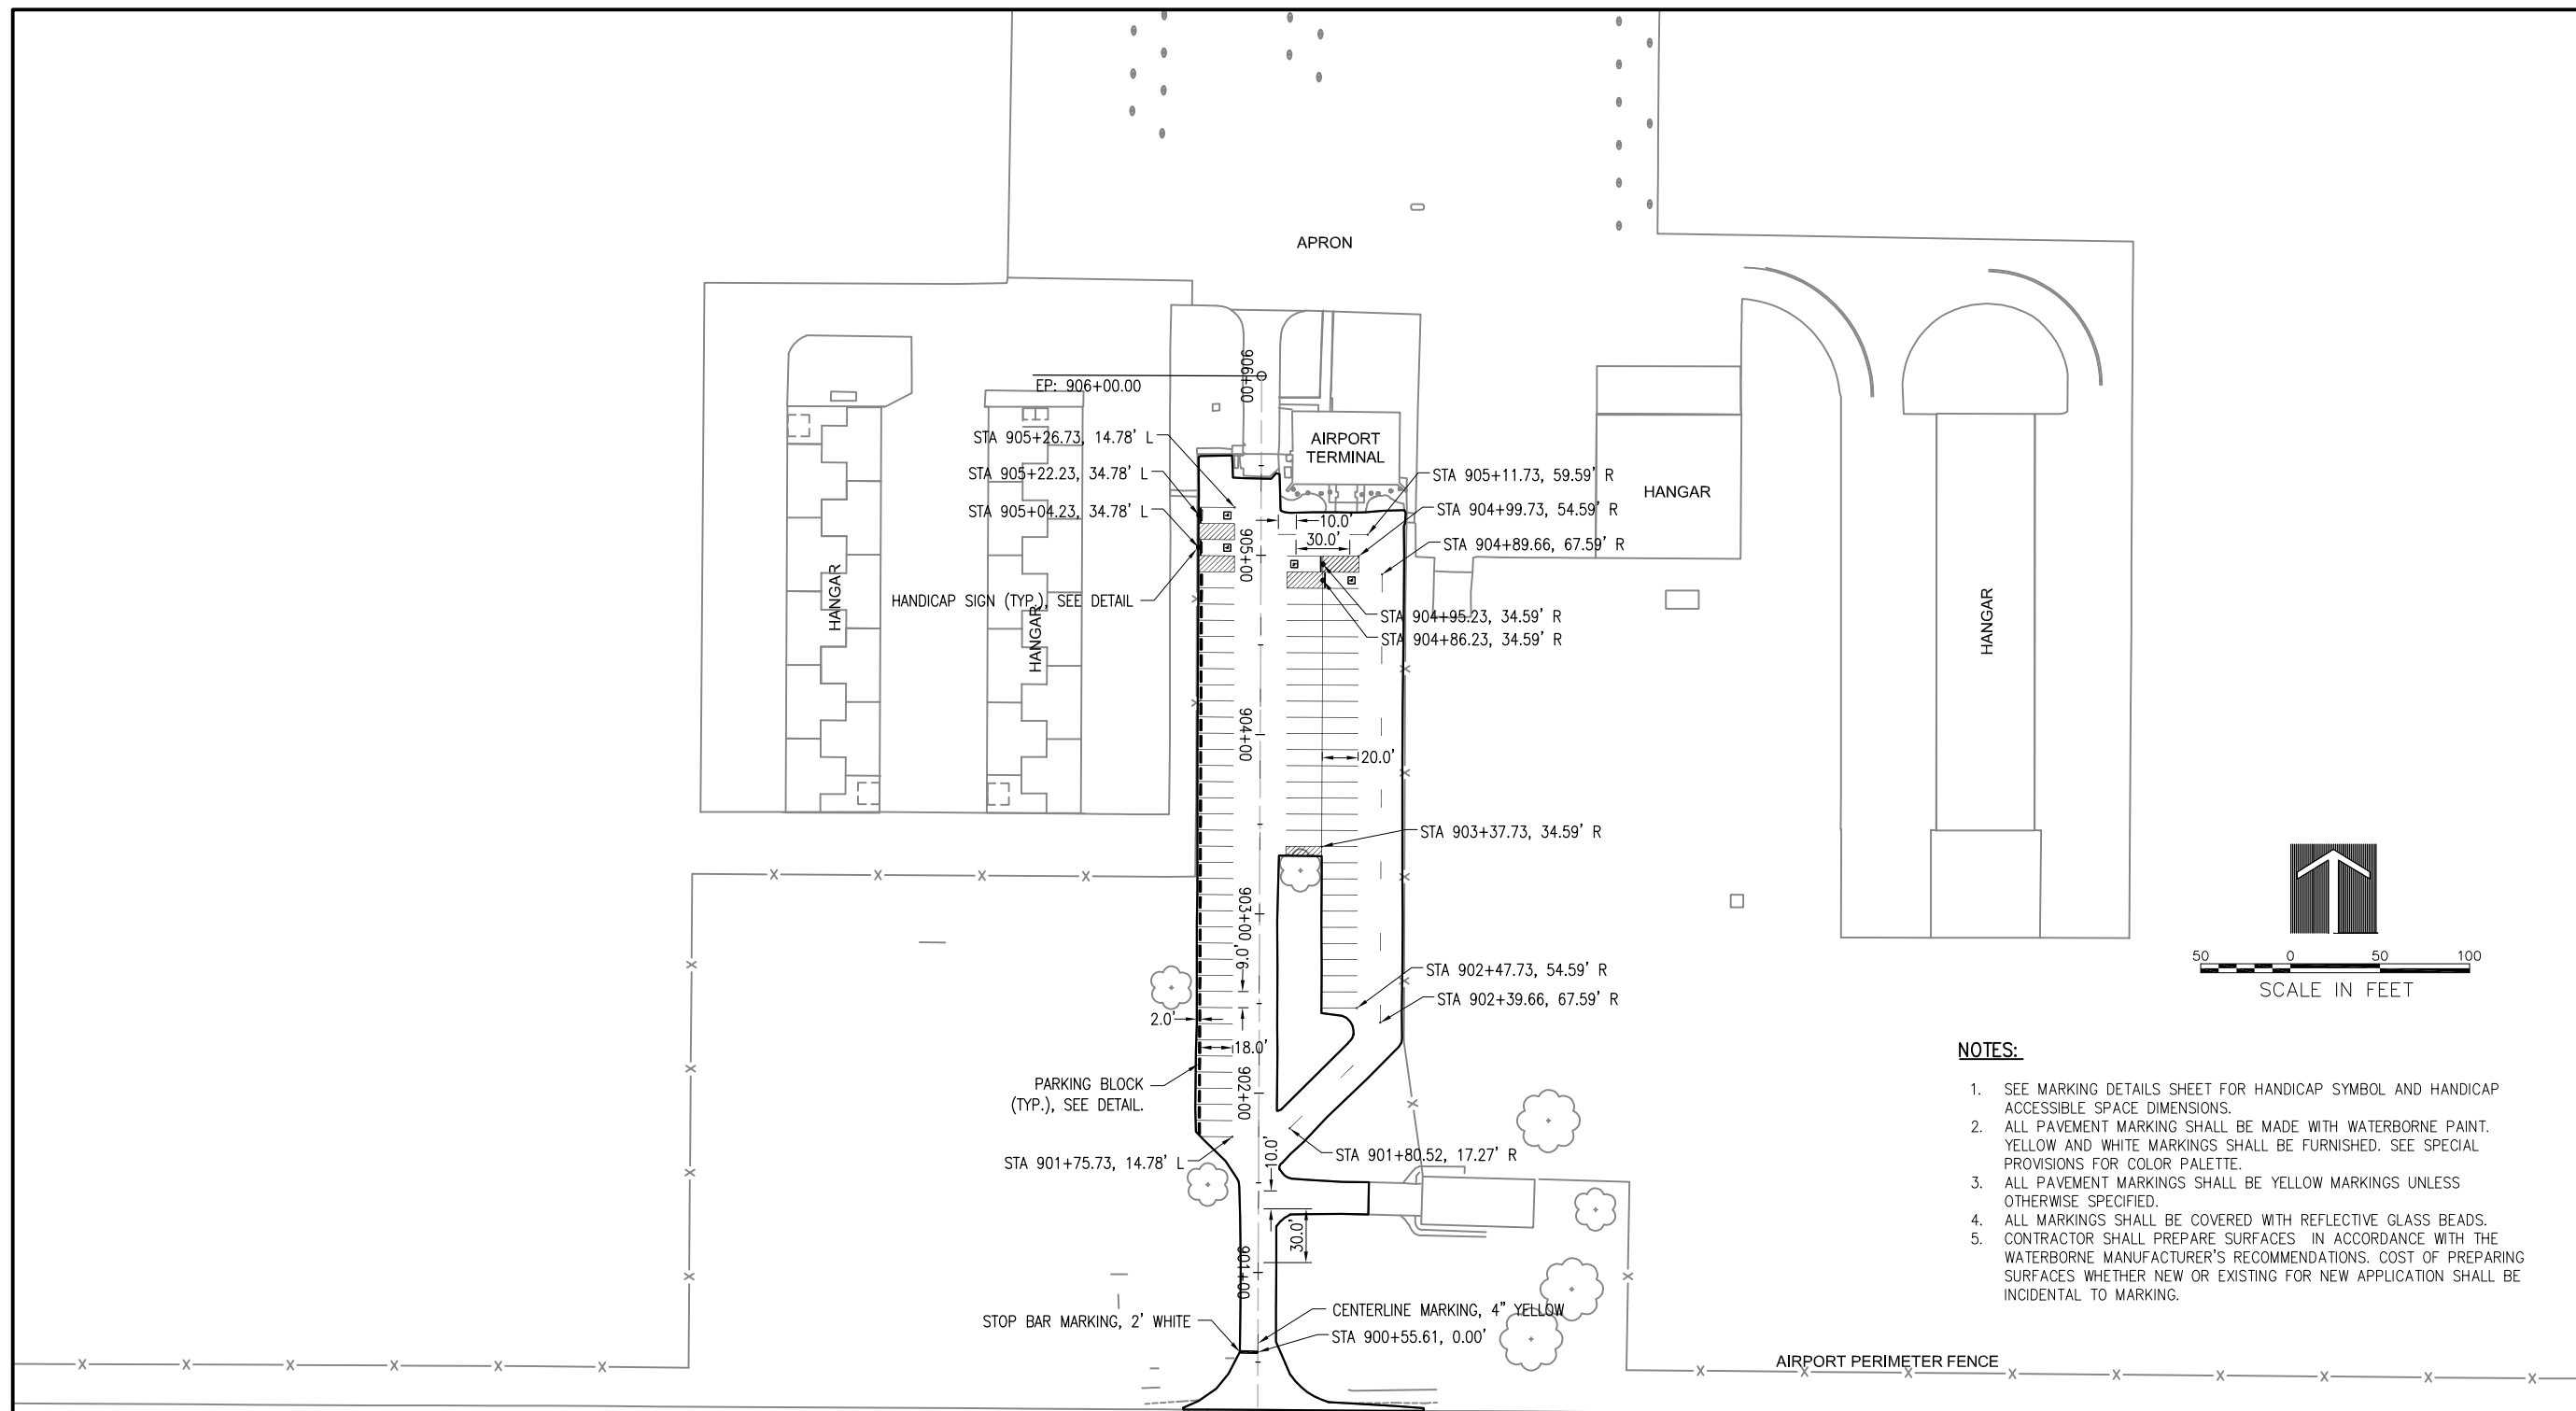 APRON
906+00
EP: 906+00.00
STA 905+26.73, 14.78' L
STA 905+22.23, 34.78' L
STA 905+04.23, 34.78' L
HANDICAP SIGN (TYP.), SEE DETAIL
HANGAR
HANGAR
AIRPORT
TERMINAL
STA 905+11.73, 59.59' R
STA 904+99.73, 54.59' R
STA 904+89.66, 67.59' R
10.0'
30.0'
905+00
STA 904+95.23, 34.59' R
STA 904+86.23, 34.59' R
HANGAR
HANGAR
904+00
20.0'
STA 903+37.73, 34.59' R
903+00
9.0'
STA 902+47.73, 54.59' R
STA 902+39.66, 67.59' R
2.0'
18.0'
902+00
PARKING BLOCK
(TYP.), SEE DETAIL.
STA 901+75.73, 14.78' L
10.0'
STA 901+80.52, 17.27' R
30.0'
901+00
STOP BAR MARKING, 2' WHITE
CENTERLINE MARKING, 4" YELLOW
STA 900+55.61, 0.00'
AIRPORT PERIMETER FENCE
50 0 50 100
SCALE IN FEET
NOTES:
1. SEE MARKING DETAILS SHEET FOR HANDICAP SYMBOL AND HANDICAP
ACCESSIBLE SPACE DIMENSIONS.
2. ALL PAVEMENT MARKING SHALL BE MADE WITH WATERBORNE PAINT.
YELLOW AND WHITE MARKINGS SHALL BE FURNISHED. SEE SPECIAL
PROVISIONS FOR COLOR PALETTE.
3. ALL PAVEMENT MARKINGS SHALL BE YELLOW MARKINGS UNLESS
OTHERWISE SPECIFIED.
4. ALL MARKINGS SHALL BE COVERED WITH REFLECTIVE GLASS BEADS.
5. CONTRACTOR SHALL PREPARE SURFACES IN ACCORDANCE WITH THE
WATERBORNE MANUFACTURER'S RECOMMENDATIONS. COST OF PREPARING
SURFACES WHETHER NEW OR EXISTING FOR NEW APPLICATION SHALL BE
INCIDENTAL TO MARKING.